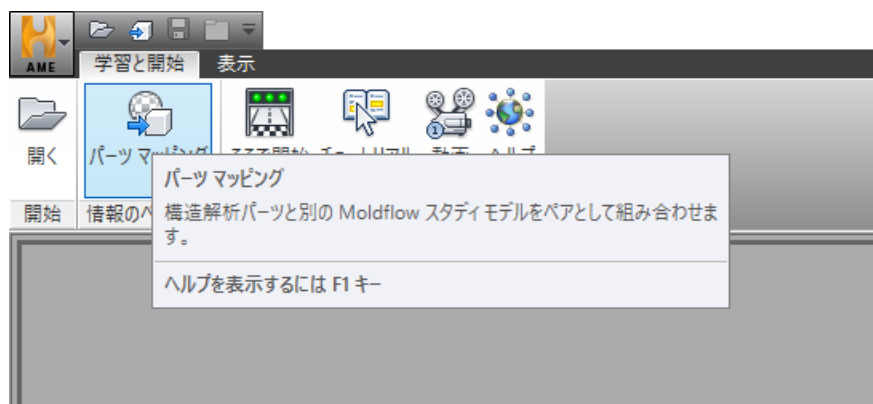 AME
学習と開始 表示
開く
パーツ マッピング
開始
情報のペ
パーツ マッピング
構造解析パーツと別の Moldflow スタディ モデルをペアとして組み合わせま
す。
ヘルプを表示するには F1 キー